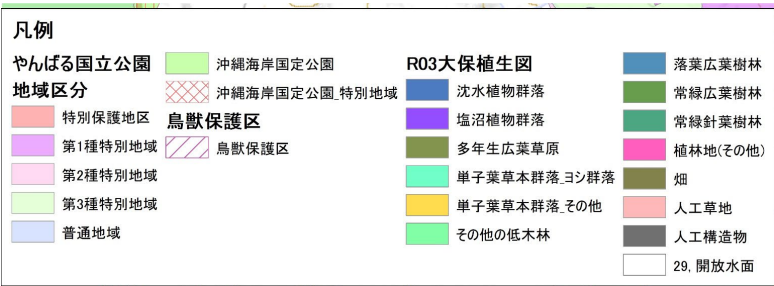 凡例
やんばる国立公園
地域区分
特別保護地区
第1種特別地域
第2種特別地域
第3種特別地域
普通地域
沖縄海岸国定公園
沖縄海岸国定公園_特別地域
鳥獣保護区
鳥獣保護区
R03大保植生図
沈水植物群落
塩沼植物群落
多年生広葉草原
単子葉草本群落_ヨシ群落
単子葉草本群落_その他
その他の低木林
落葉広葉樹林
常緑広葉樹林
常緑針葉樹林
植林地(その他)
畑
人工草地
人工構造物
29, 開放水面